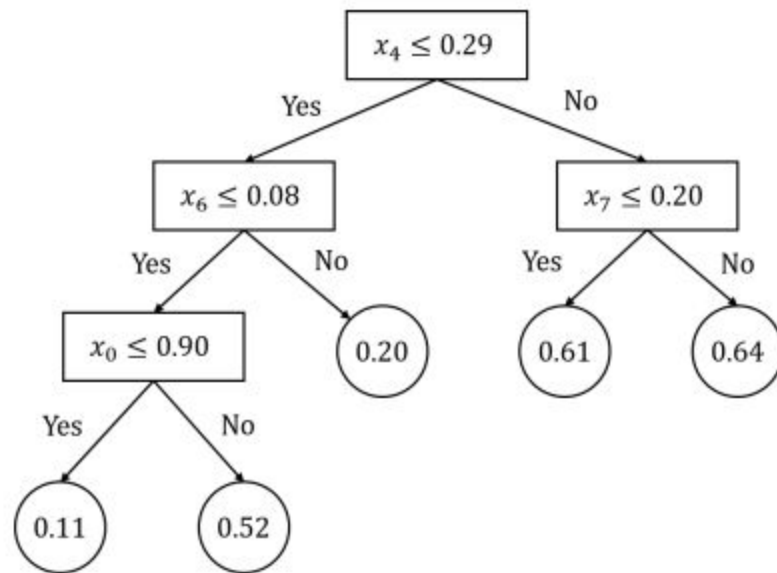 x₄ ≤ 0.29
Yes No
x₆ ≤ 0.08 x₇ ≤ 0.20
Yes No Yes No
x₀ ≤ 0.90 0.20 0.61 0.64
Yes No
0.11 0.52